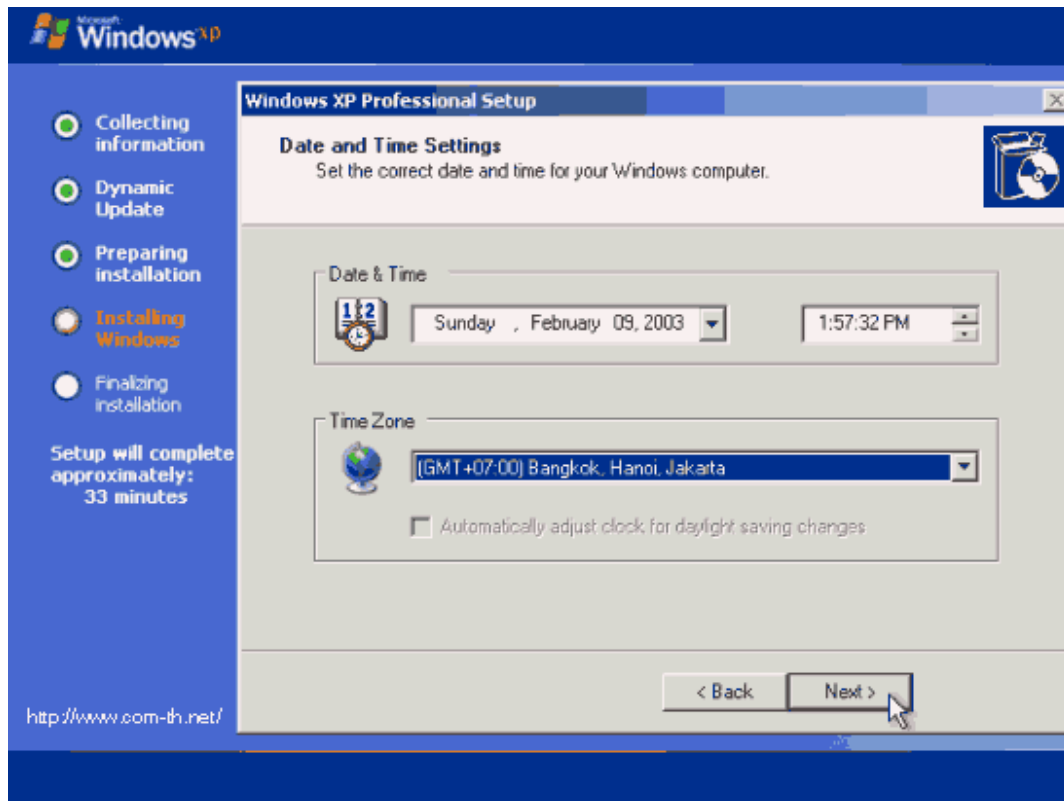 Microsoft
Windows xp
Collecting
information
Dynamic
Update
Preparing
installation
Installing
Windows
Finalizing
installation
Setup will complete
approximately:
33 minutes
http://www.com-th.net/
Windows XP Professional Setup
Date and Time Settings
Set the correct date and time for your Windows computer.
Date & Time
1 2
Sunday , February 09, 2003
1:57:32 PM
Time Zone
(GMT+07:00) Bangkok, Hanoi, Jakarta
Automatically adjust clock for daylight saving changes
< Back
Next >